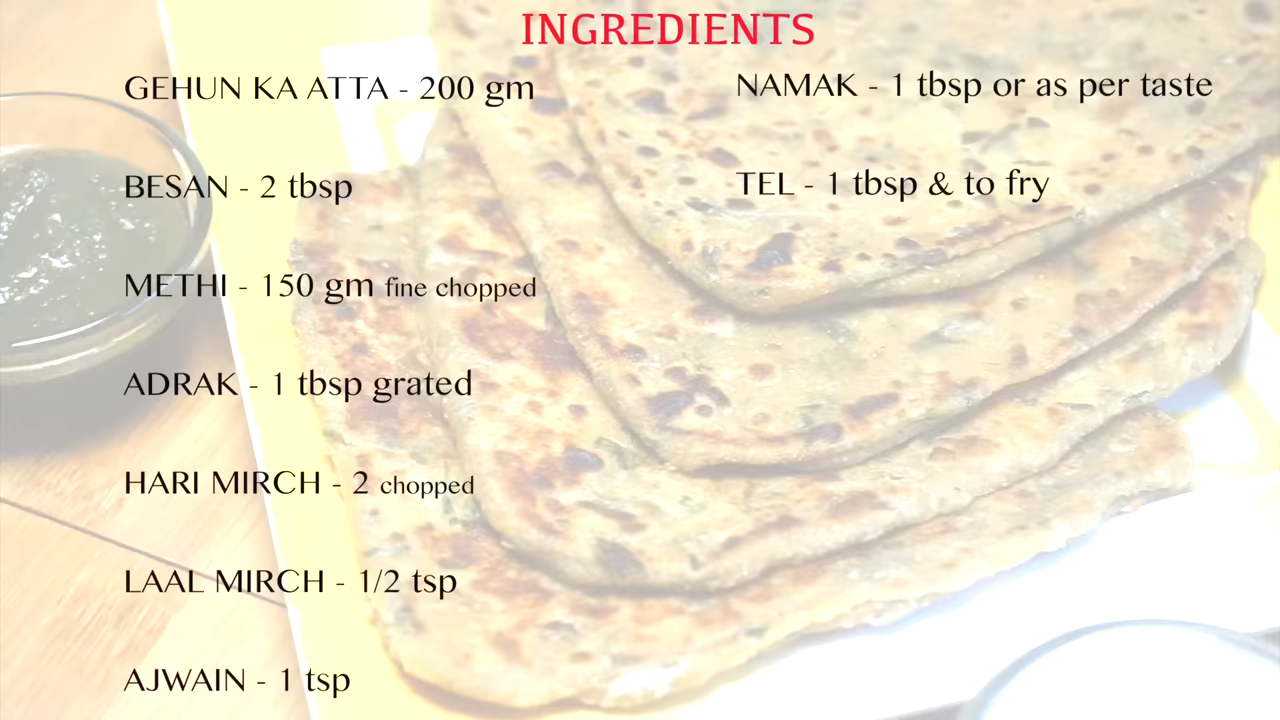 INGREDIENTS
GEHUN KA ATTA - 200 gm
BESAN - 2 tbsp
METHI - 150 gm fine chopped
ADRAK - 1 tbsp grated
HARI MIRCH - 2 chopped
LAAL MIRCH - 1/2 tsp
AJWAIN - 1 tsp
NAMAK - 1 tbsp or as per taste
TEL - 1 tbsp & to fry